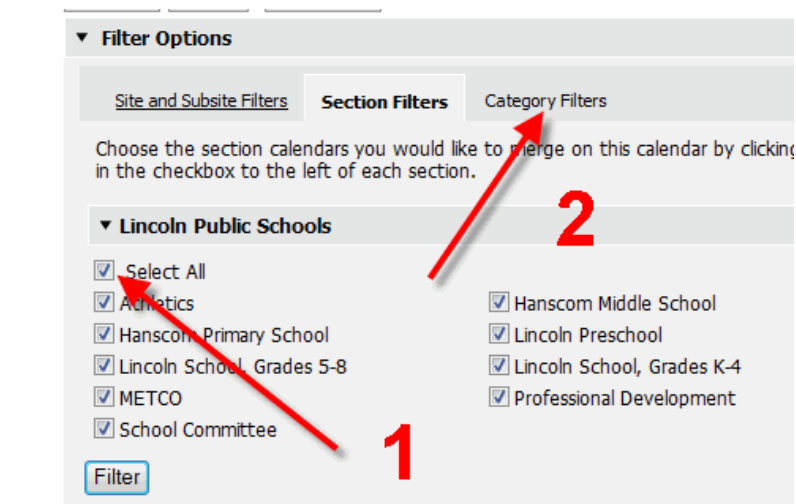 Filter Options
Site and Subsite Filters Section Filters Category Filters
Choose the section calendars you would like to merge on this calendar by clicking
in the checkbox to the left of each section.
2
Lincoln Public Schools
Select All
Athletics Hanscom Middle School
Hanscom Primary School Lincoln Preschool
Lincoln School, Grades 5-8 Lincoln School, Grades K-4
METCO Professional Development
School Committee
1
Filter